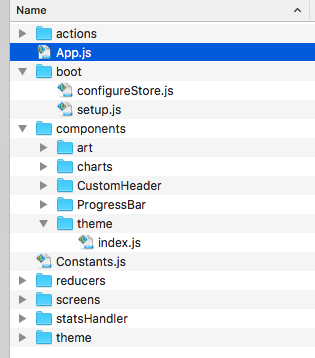 Name
actions
App.js
boot
configureStore.js
setup.js
components
art
charts
CustomHeader
ProgressBar
theme
index.js
Constants.js
reducers
screens
statsHandler
theme